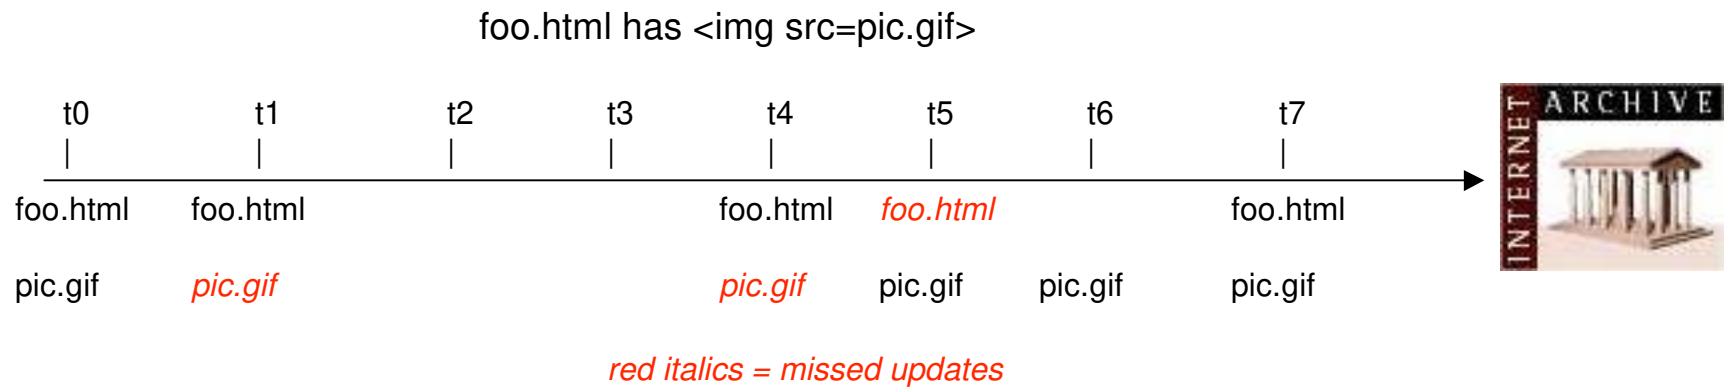 foo.html has <img src=pic.gif>
t0 t1 t2 t3 t4 t5 t6 t7
| | | | | | | |
foo.html foo.html foo.html foo.html foo.html
pic.gif pic.gif pic.gif pic.gif pic.gif pic.gif
red italics = missed updates
INTERNET ARCHIVE